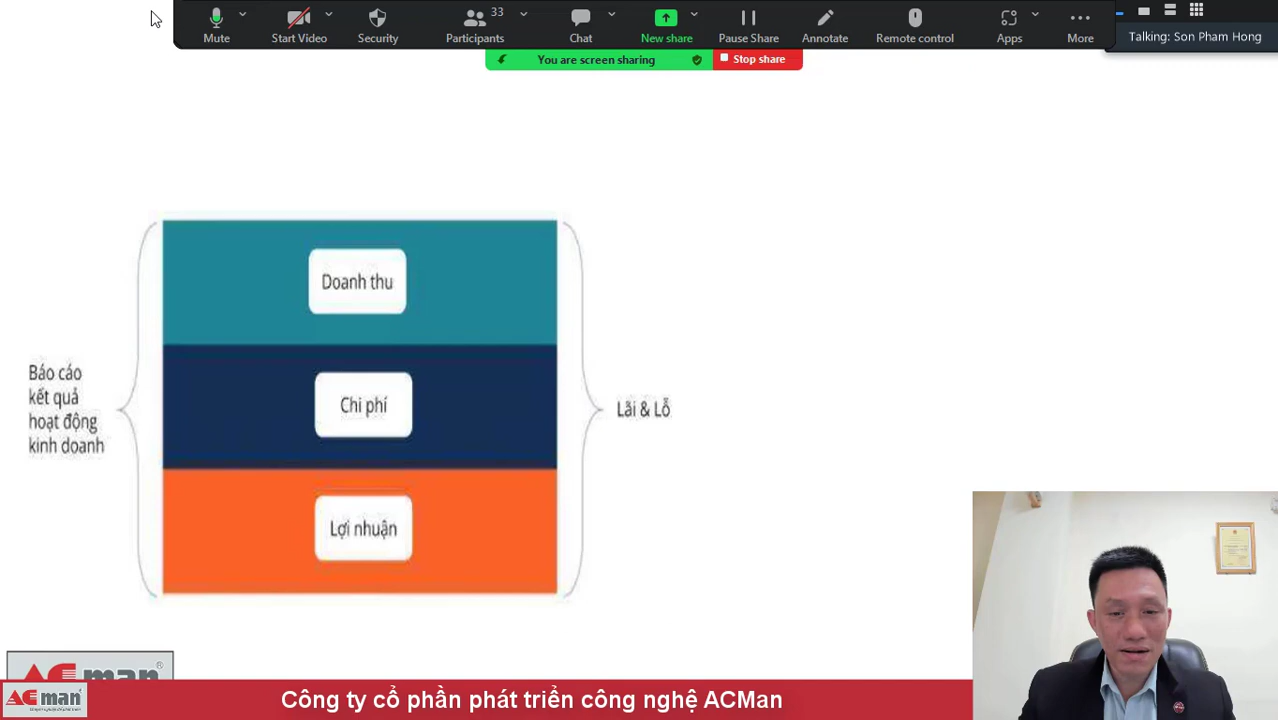 33
Mute
Start Video
Security
Participants
Chat
New share
Pause Share
Annotate
Remote control
Apps
More
Talking: Son Pham Hong
You are screen sharing
Stop share
Doanh thu
Báo cáo
kết quả
hoạt động
kinh doanh
Chi phí
Lãi & Lỗ
Lợi nhuận
ACman®
ACman
Công ty cổ phần phát triển công nghệ ACMan